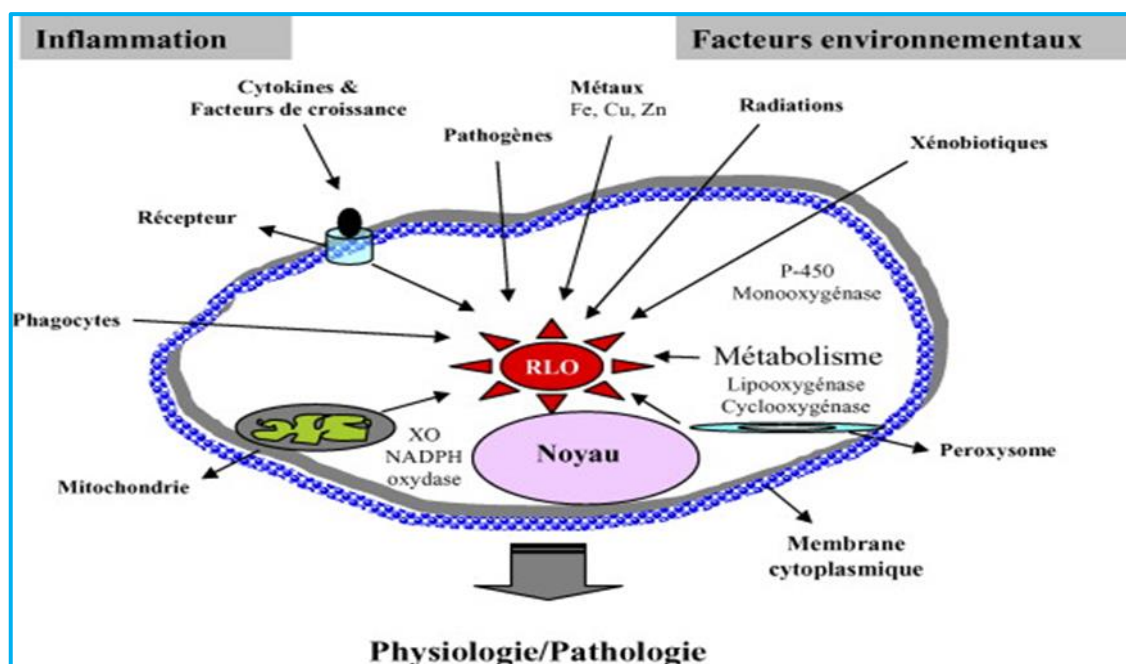 Inflammation
Facteurs environnementaux
Cytokines &
Facteurs de croissance
Pathogènes
Métaux
Fe, Cu, Zn
Radiations
Xénobiotiques
Récepteur
P-450
Monooxygénase
Phagocytes
RLO
Métabolisme
Lipooxygénase
Cyclooxygénase
XO
NADPH
oxydase
Noyau
Peroxysome
Mitochondrie
Membrane
cytoplasmique
Physiologie/Pathologie